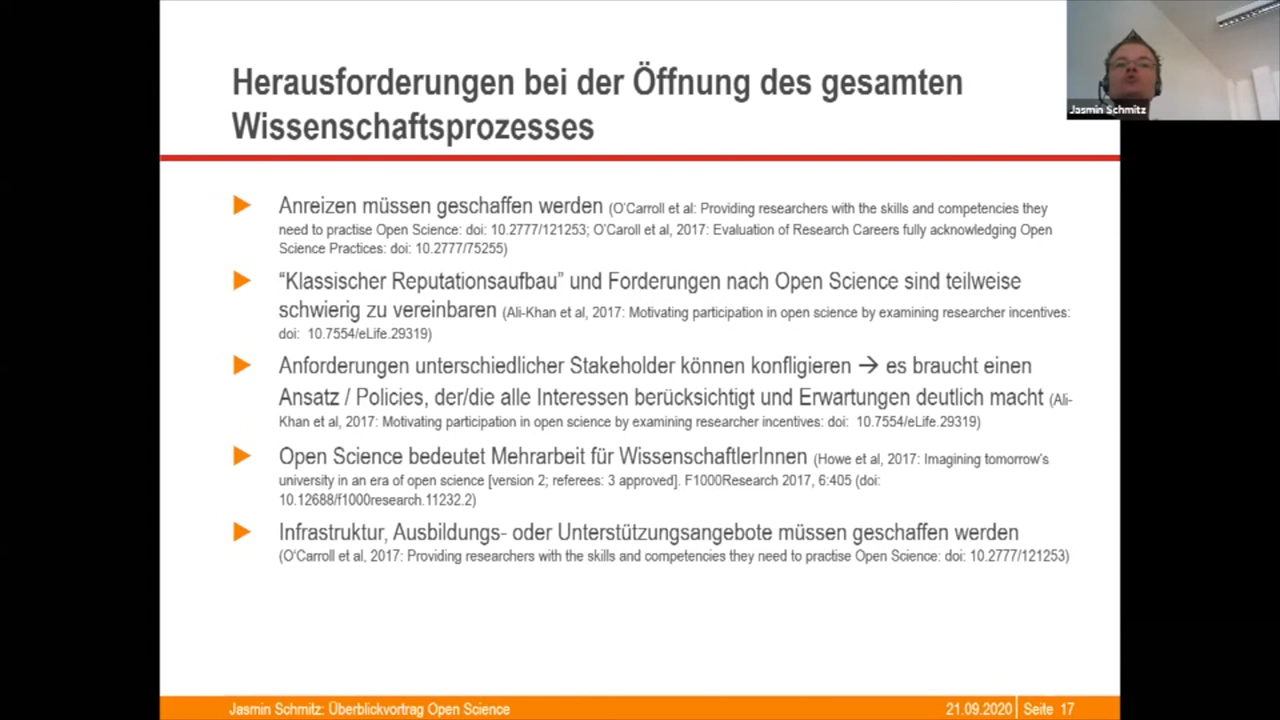 Herausforderungen bei der Öffnung des gesamten
Wissenschaftsprozesses
Jasmin Schmitz
Anreizen müssen geschaffen werden (O'Carroll et al: Providing researchers with the skills and competencies they
need to practise Open Science: doi: 10.2777/121253; O'Caroll et al, 2017: Evaluation of Research Careers fully acknowledging Open
Science Practices: doi: 10.2777/75255)
“Klassischer Reputationsaufbau” und Forderungen nach Open Science sind teilweise
schwierig zu vereinbaren (Ali-Khan et al, 2017: Motivating participation in open science by examining researcher incentives:
doi: 10.7554/eLife.29319)
Anforderungen unterschiedlicher Stakeholder können konfligieren → es braucht einen
Ansatz / Policies, der/die alle Interessen berücksichtigt und Erwartungen deutlich macht (Ali-
Khan et al, 2017: Motivating participation in open science by examining researcher incentives: doi: 10.7554/eLife.29319)
Open Science bedeutet Mehrarbeit für WissenschaftlerInnen (Howe et al, 2017: Imagining tomorrow's
university in an era of open science [version 2; referees: 3 approved]. F1000Research 2017, 6:405 (doi:
10.12688/f1000research.11232.2)
Infrastruktur, Ausbildungs- oder Unterstützungsangebote müssen geschaffen werden
(O'Carroll et al, 2017: Providing researchers with the skills and competencies they need to practise Open Science: doi: 10.2777/121253)
Jasmin Schmitz: Überblickvortrag Open Science
21.09.2020 Seite 17